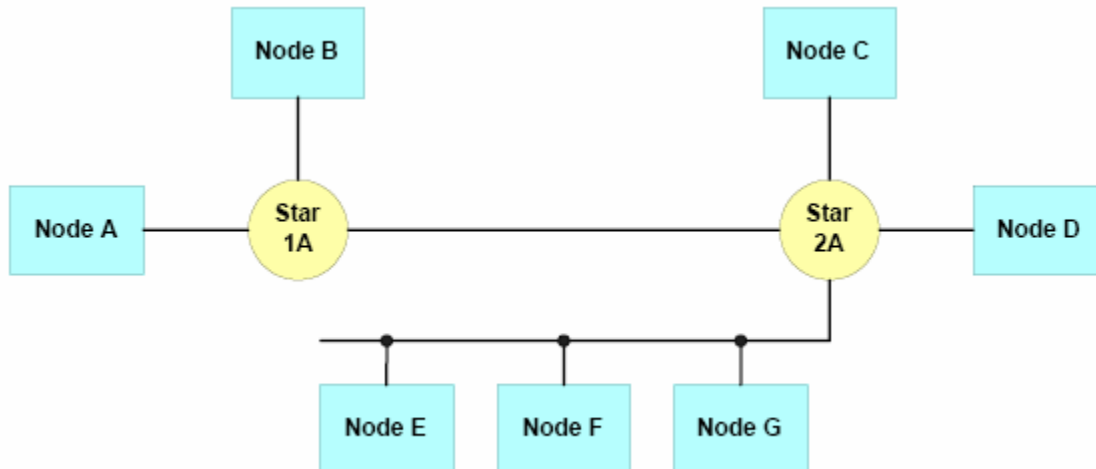 Node B
Node C
Node A
Star
1A
Star
2A
Node D
Node E
Node F
Node G